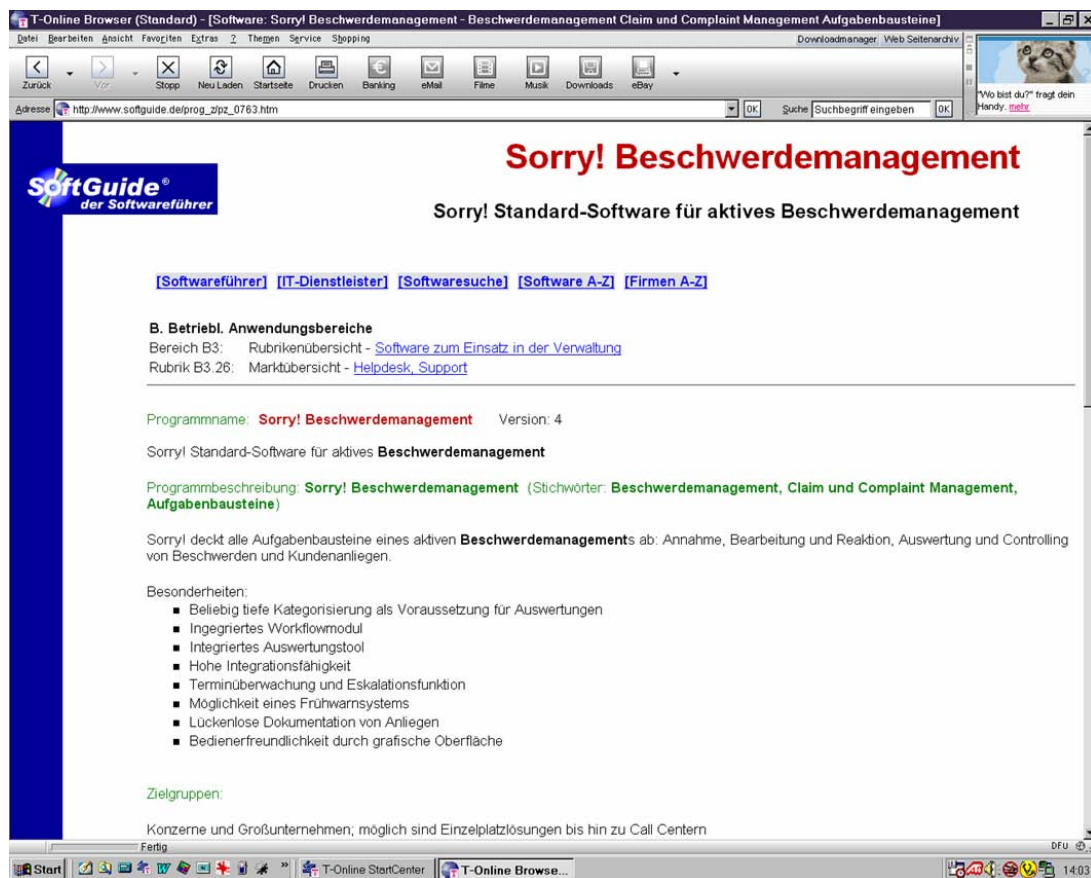 T-Online Browser (Standard) - [Software: Sorry! Beschwerdemanagement - Beschwerdemanagement Claim und Complaint Management Aufgabenbausteine]
Datei Bearbeiten Ansicht Favoriten Extras ? Themen Service Shopping
Downloadmanager Web Seitenarchiv
Zurück Vor Stopp Neu Laden Startseite Drucken Banking eMail Filme Musik Downloads eBay
"Wo bist du?" fragt dein
Handy. mehr
Adresse http://www.softguide.de/prog_z/pz_0763.htm OK Suche Suchbegriff eingeben OK
Sorry! Beschwerdemanagement
SoftGuide®
der Softwareführer
Sorry! Standard-Software für aktives Beschwerdemanagement
[Softwareführer] [IT-Dienstleister] [Softwaresuche] [Software A-Z] [Firmen A-Z]
B. Betriebl. Anwendungsbereiche
Bereich B3: Rubrikenübersicht - Software zum Einsatz in der Verwaltung
Rubrik B3.26: Marktübersicht - Helpdesk, Support
Programmname: Sorry! Beschwerdemanagement Version: 4
Sorry! Standard-Software für aktives Beschwerdemanagement
Programmbeschreibung: Sorry! Beschwerdemanagement (Stichwörter: Beschwerdemanagement, Claim und Complaint Management,
Aufgabenbausteine)
Sorry! deckt alle Aufgabenbausteine eines aktiven Beschwerdemanagements ab: Annahme, Bearbeitung und Reaktion, Auswertung und Controlling
von Beschwerden und Kundenanliegen.
Besonderheiten:
Beliebig tiefe Kategorisierung als Voraussetzung für Auswertungen
Ingegriertes Workflowmodul
Integriertes Auswertungstool
Hohe Integrationsfähigkeit
Terminüberwachung und Eskalationsfunktion
Möglichkeit eines Frühwarnsystems
Lückenlose Dokumentation von Anliegen
Bedienerfreundlichkeit durch grafische Oberfläche
Zielgruppen:
Konzerne und Großunternehmen; möglich sind Einzelplatzlösungen bis hin zu Call Centern
Fertig DFU
Start T-Online StartCenter T-Online Browse... 14:03